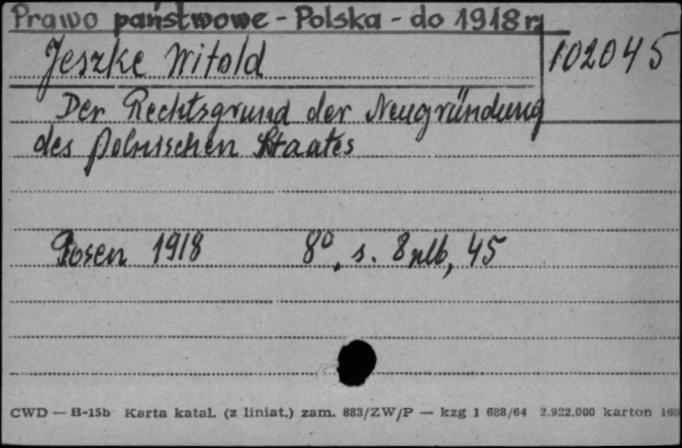 Prawo państwowe - Polska - do 1918 r.
Jeszke Witold
102045
Der Rechtsgrund der Neugründung
des polnischen Staates
Posen 1918 8°, s. 8 nlb, 45
CWD — B-15b Karta katal. (z liniat.) zam. 883/ZW/P — kzg 1 688/64 2.922.000 karton